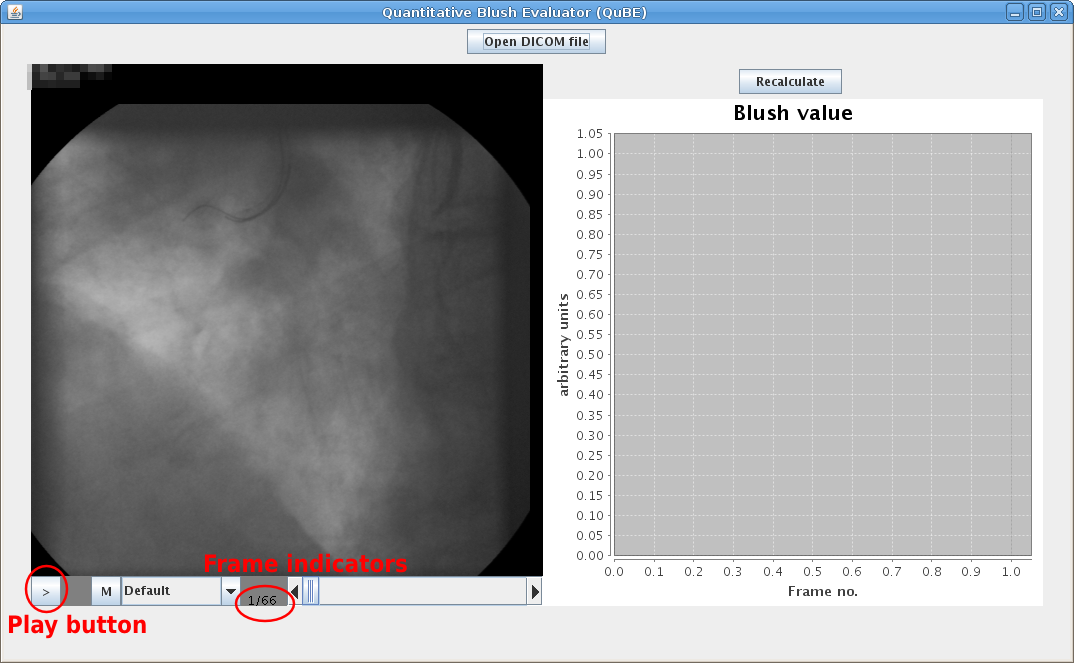 Quantitative Blush Evaluator (QuBE)
Open DICOM file
Recalculate
Blush value
1.05
1.00
0.95
0.90
0.85
0.80
0.75
0.70
0.65
0.60
0.55
0.50
0.45
0.40
0.35
0.30
0.25
0.20
0.15
0.10
0.05
0.00
arbitrary units
0.0 0.1 0.2 0.3 0.4 0.5 0.6 0.7 0.8 0.9 1.0
Frame no.
Frame indicators
> M Default 1/66
Play button